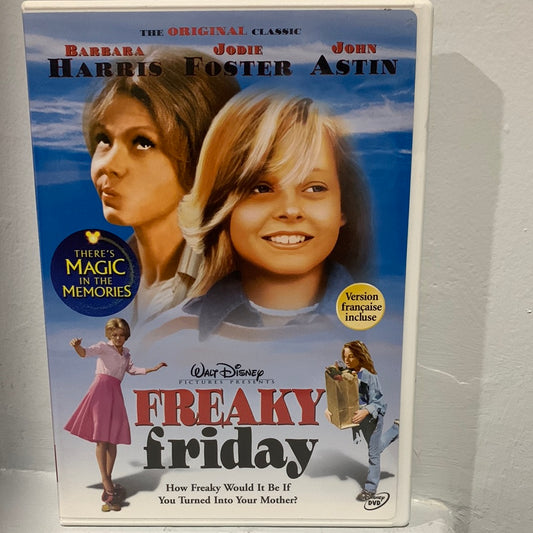 THE ORIGINAL CLASSIC
BARBARA HARRIS
JODIE FOSTER
JOHN ASTIN
THERE'S
MAGIC
IN THE
MEMORIES
Version
française
incluse
WALT DISNEY
PICTURES PRESENTS
FREAKY
friday
How Freaky Would It Be If
You Turned Into Your Mother?
Disney
DVD